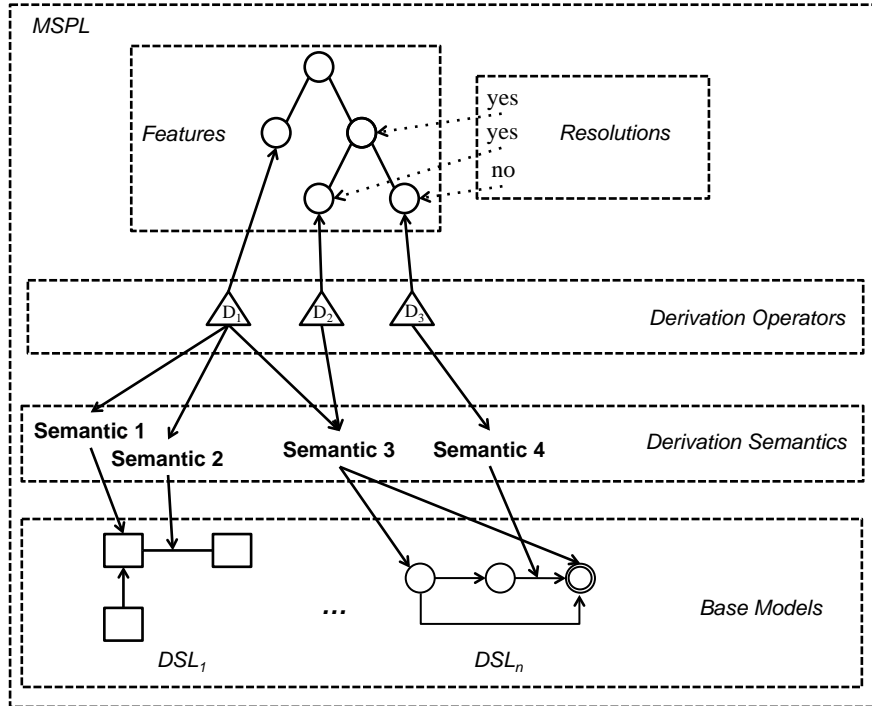 MSPL
Features
yes
yes
no
Resolutions
D₁
D₂
D₃
Derivation Operators
Semantic 1
Semantic 2
Semantic 3
Semantic 4
Derivation Semantics
...
Base Models
DSL₁
DSLₙ